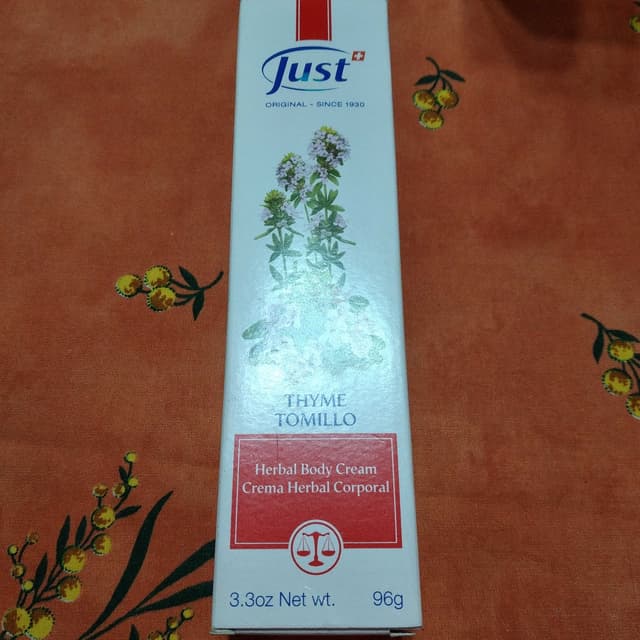 Just
ORIGINAL - SINCE 1930
THYME
TOMILLO
Herbal Body Cream
Crema Herbal Corporal
3.3oz Net wt. 96g